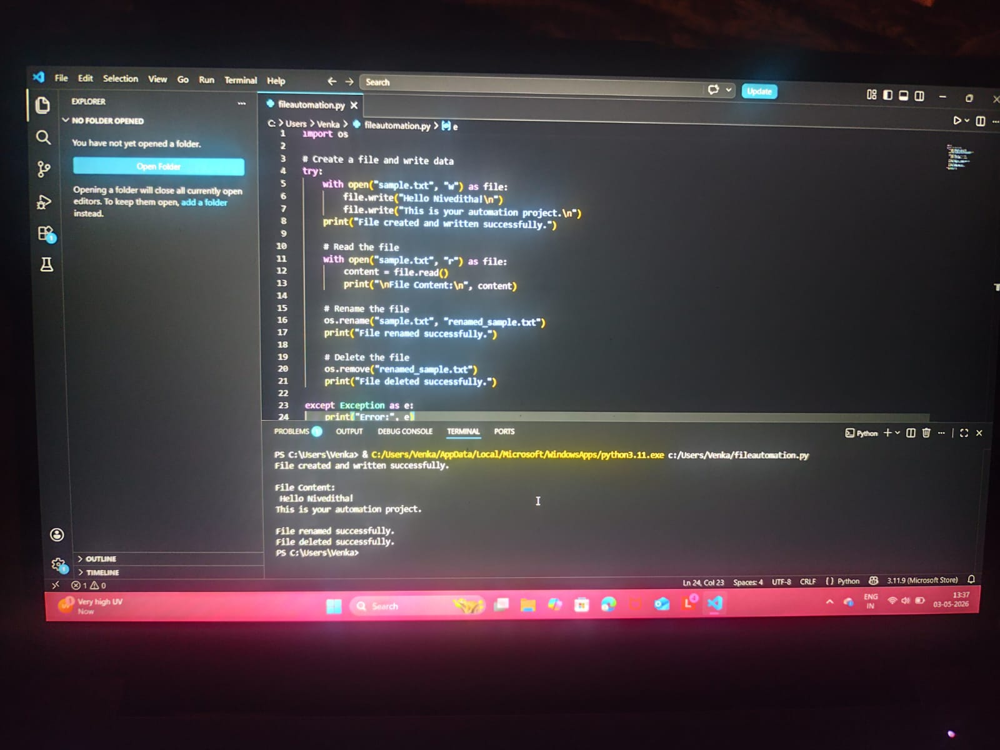 File Edit Selection View Go Run Terminal Help
Search
Update
EXPLORER
NO FOLDER OPENED
You have not yet opened a folder.
Open Folder
Opening a folder will close all currently open
editors. To keep them open, add a folder
instead.
OUTLINE
TIMELINE
fileautomation.py
C: > Users > Venka > fileautomation.py > e
1 import os
2
3 # Create a file and write data
4 try:
5 with open("sample.txt", "w") as file:
6 file.write("Hello Niveditha!\n")
7 file.write("This is your automation project.\n")
8 print("File created and written successfully.")
9
10 # Read the file
11 with open("sample.txt", "r") as file:
12 content = file.read()
13 print("\nFile Content:\n", content)
14
15 # Rename the file
16 os.rename("sample.txt", "renamed_sample.txt")
17 print("File renamed successfully.")
18
19 # Delete the file
20 os.remove("renamed_sample.txt")
21 print("File deleted successfully.")
22
23 except Exception as e:
24 print("Error:", e)
PROBLEMS 1 OUTPUT DEBUG CONSOLE TERMINAL PORTS
Python
PS C:\Users\Venka> & C:/Users/Venka/AppData/Local/Microsoft/WindowsApps/python3.11.exe c:/Users/Venka/fileautomation.py
File created and written successfully.
File Content:
Hello Niveditha!
This is your automation project.
File renamed successfully.
File deleted successfully.
PS C:\Users\Venka>
1 0
Ln 24, Col 23 Spaces: 4 UTF-8 CRLF {} Python 3.11.9 (Microsoft Store)
Very high UV
Now
Search
ENG
IN
13:37
03-05-2026